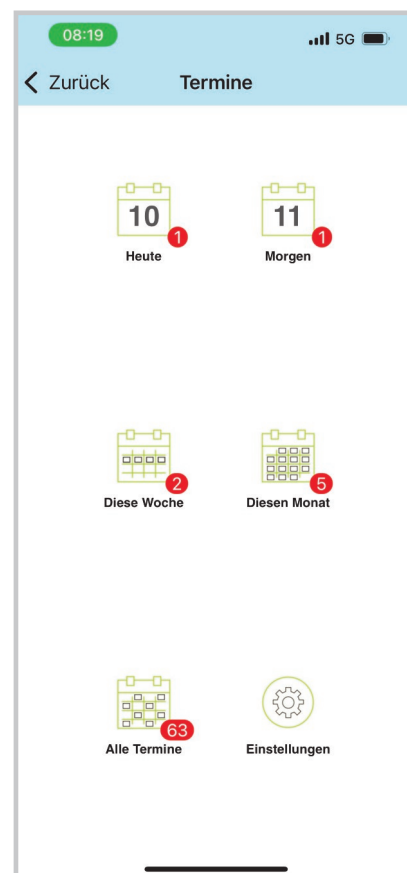 08:19 5G
Zurück Termine
10 11
1 1
Heute Morgen
2 5
Diese Woche Diesen Monat
63
Alle Termine Einstellungen